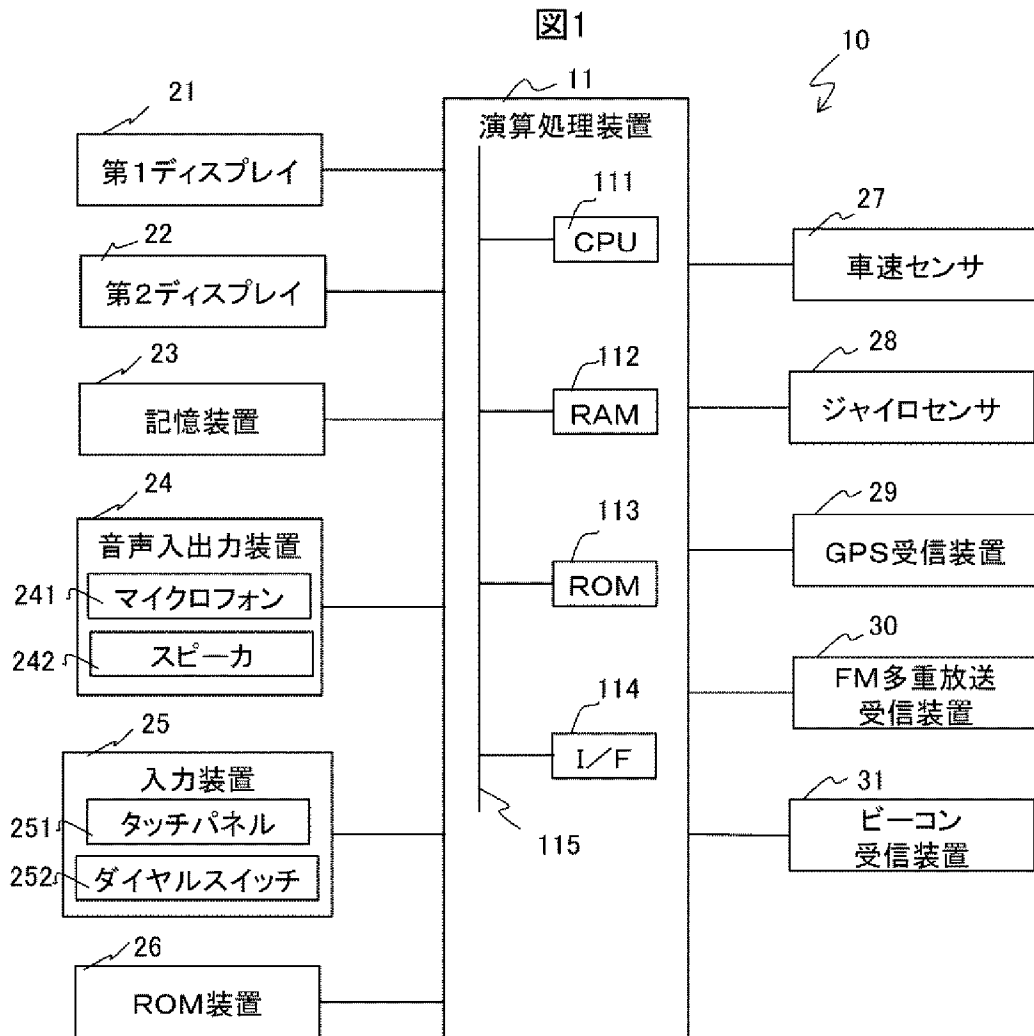 図1
10
11
演算処理装置
21
第1ディスプレイ
22
第2ディスプレイ
23
記憶装置
24
音声入出力装置
241
マイクロフォン
242
スピーカ
25
入力装置
251
タッチパネル
252
ダイヤルスイッチ
26
ROM装置
111
CPU
112
RAM
113
ROM
114
I/F
115
27
車速センサ
28
ジャイロセンサ
29
GPS受信装置
30
FM多重放送
受信装置
31
ビーコン
受信装置